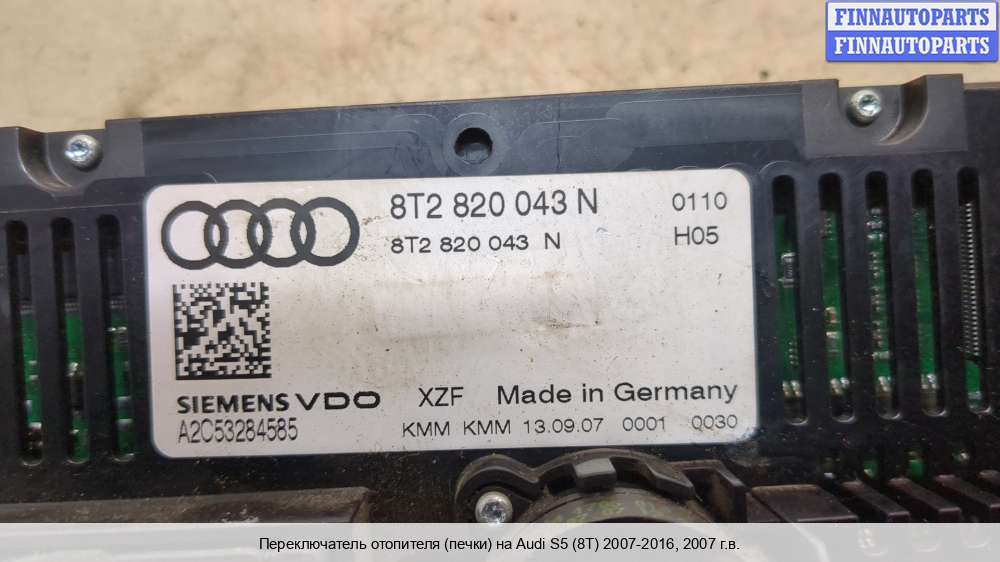 FINNAUTOPARTS
FINNAUTOPARTS
8T2 820 043 N 0110
8T2 820 043 N H05
SIEMENS VDO XZF Made in Germany
A2C53284585 KMM KMM 13.09.07 0001 0030
Переключатель отопителя (печки) на Audi S5 (8T) 2007-2016, 2007 г.в.